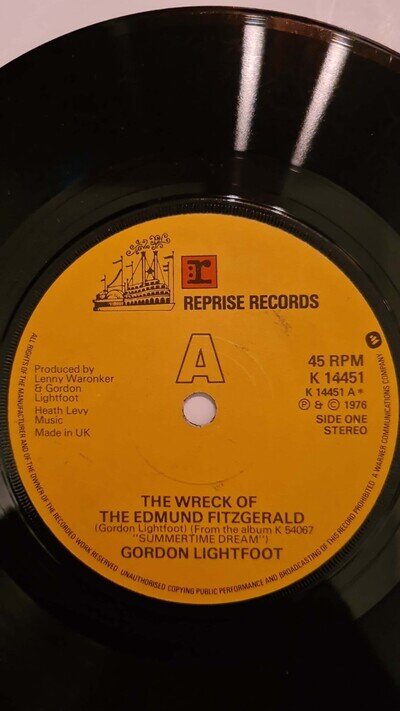 r
REPRISE RECORDS
A
Produced by
Lenny Waronker
& Gordon
Lightfoot
Heath Levy
Music
Made in UK
45 RPM
K 14451
K 14451 A*
Ⓟ & © 1976
SIDE ONE
STEREO
THE WRECK OF
THE EDMUND FITZGERALD
(Gordon Lightfoot) (From the album K 54067
"SUMMERTIME DREAM")
GORDON LIGHTFOOT
ALL RIGHTS OF THE MANUFACTURER AND OF THE OWNER OF THE RECORDED WORK RESERVED UNAUTHORISED COPYING PUBLIC PERFORMANCE AND BROADCASTING OF THIS RECORD PROHIBITED A WARNER COMMUNICATIONS COMPANY